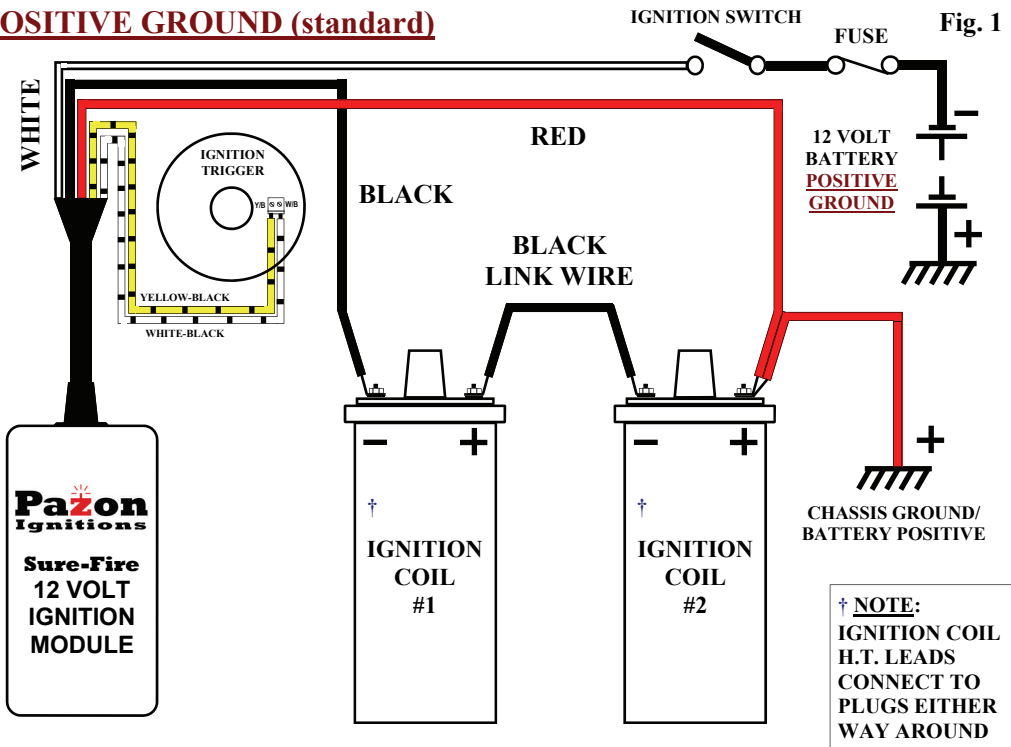 OSITIVE GROUND (standard)
IGNITION SWITCH
FUSE
Fig. 1
WHITE
IGNITION
TRIGGER
Y/B
W/B
RED
BLACK
12 VOLT
BATTERY
POSITIVE
GROUND
−
+
BLACK
LINK WIRE
YELLOW-BLACK
WHITE-BLACK
Pazon
Ignitions
Sure-Fire
12 VOLT
IGNITION
MODULE
− +
†
IGNITION
COIL
#1
− +
†
IGNITION
COIL
#2
+
CHASSIS GROUND/
BATTERY POSITIVE
† NOTE:
IGNITION COIL
H.T. LEADS
CONNECT TO
PLUGS EITHER
WAY AROUND